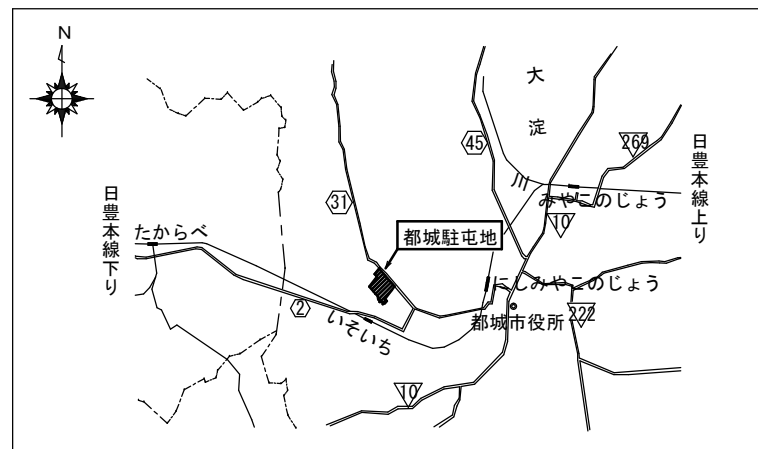 N
大淀川
45
269
31
みやこのじょう
10
日豊本線上り
日豊本線下り
たからべ
都城駐屯地
にしみやこのじょう
2
いそいち
都城市役所
222
10